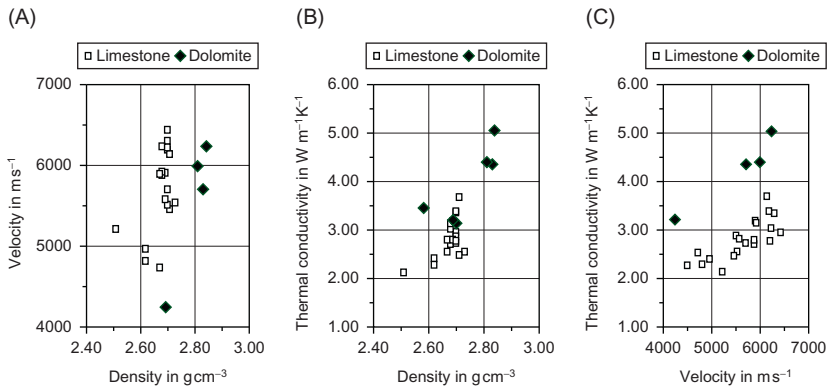 (A)
Limestone Dolomite
7000
6000
5000
4000
2.40 2.60 2.80 3.00
Velocity in ms⁻¹
Density in gcm⁻³
(B)
Limestone Dolomite
6.00
5.00
4.00
3.00
2.00
1.00
2.40 2.60 2.80 3.00
Thermal conductivity in W m⁻¹K⁻¹
Density in gcm⁻³
(C)
Limestone Dolomite
6.00
5.00
4.00
3.00
2.00
1.00
4000 5000 6000 7000
Thermal conductivity in W m⁻¹K⁻¹
Velocity in ms⁻¹